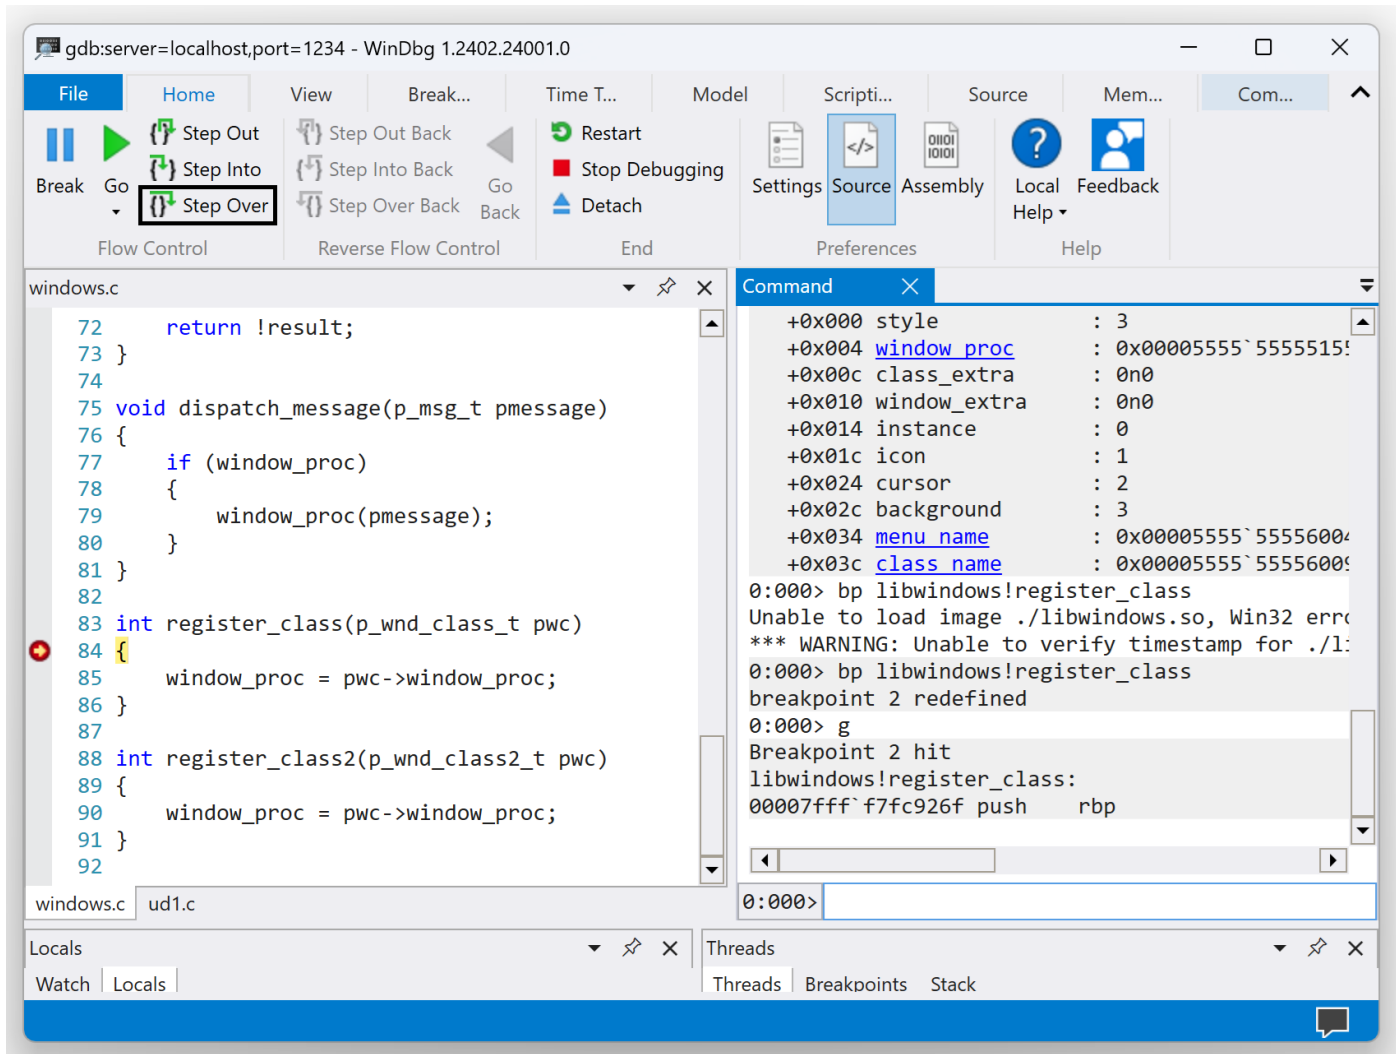 gdb:server=localhost,port=1234 - WinDbg 1.2402.24001.0
File Home View Break... Time T... Model Scripti... Source Mem... Com...
Break
Go
Step Out
Step Into
Step Over
Flow Control
Step Out Back
Step Into Back
Step Over Back
Go
Back
Reverse Flow Control
Restart
Stop Debugging
Detach
End
Settings Source Assembly
Preferences
Local
Help
Feedback
Help
windows.c
72     return !result;
73 }
74
75 void dispatch_message(p_msg_t pmessage)
76 {
77     if (window_proc)
78     {
79         window_proc(pmessage);
80     }
81 }
82
83 int register_class(p_wnd_class_t pwc)
84 {
85     window_proc = pwc->window_proc;
86 }
87
88 int register_class2(p_wnd_class2_t pwc)
89 {
90     window_proc = pwc->window_proc;
91 }
92
windows.c ud1.c
Command
+0x000 style : 3
+0x004 window_proc : 0x00005555`55555155
+0x00c class_extra : 0n0
+0x010 window_extra : 0n0
+0x014 instance : 0
+0x01c icon : 1
+0x024 cursor : 2
+0x02c background : 3
+0x034 menu_name : 0x00005555`55556004
+0x03c class_name : 0x00005555`55556009
0:000> bp libwindows!register_class
Unable to load image ./libwindows.so, Win32 erro
*** WARNING: Unable to verify timestamp for ./li
0:000> bp libwindows!register_class
breakpoint 2 redefined
0:000> g
Breakpoint 2 hit
libwindows!register_class:
00007fff`f7fc926f push    rbp
0:000>
Locals
Watch Locals
Threads
Threads Breakpoints Stack